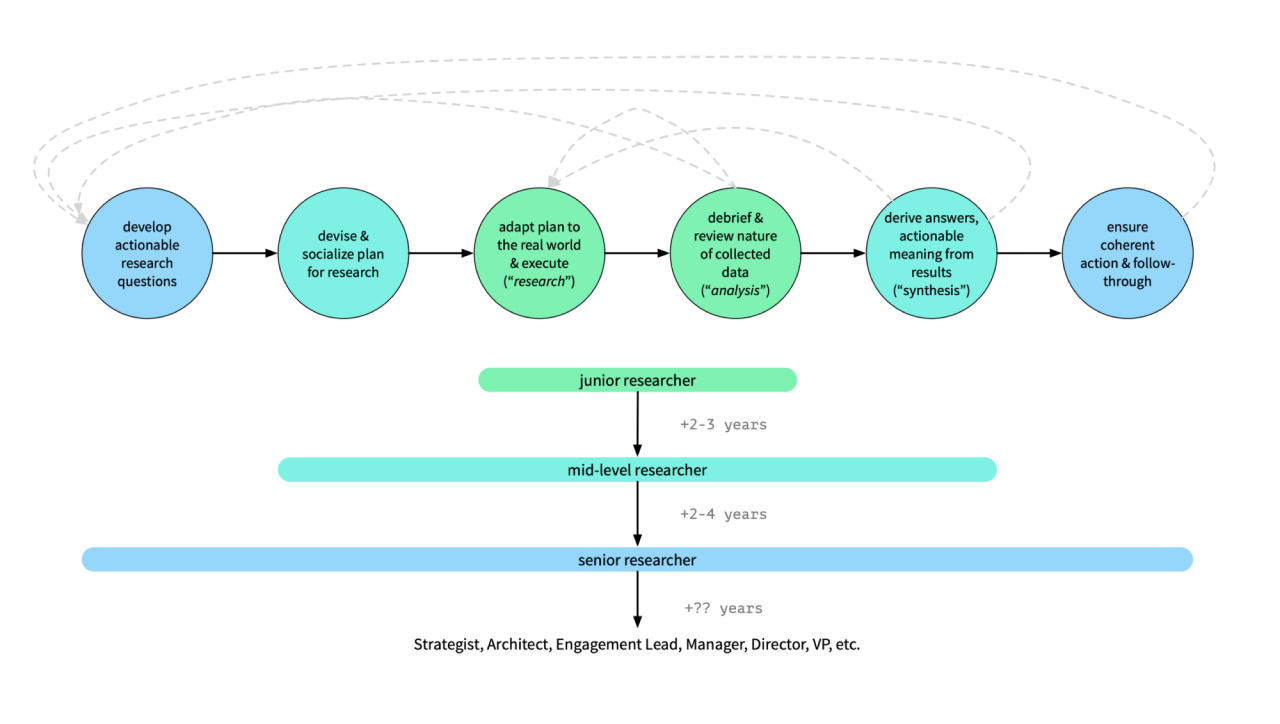 develop
actionable
research
questions
devise &
socialize plan
for research
adapt plan to
the real world
& execute
(“research”)
debrief &
review nature
of collected
data
(“analysis”)
derive answers,
actionable
meaning from
results
(“synthesis”)
ensure
coherent
action & follow-
through
junior researcher
+2-3 years
mid-level researcher
+2-4 years
senior researcher
+?? years
Strategist, Architect, Engagement Lead, Manager, Director, VP, etc.